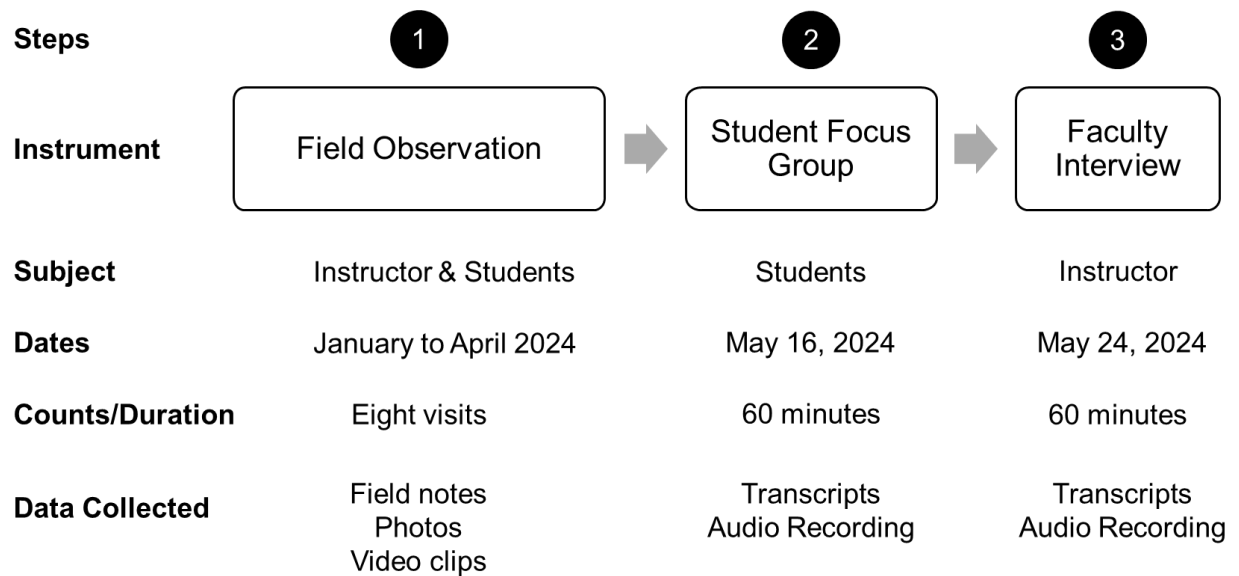 Steps 1 2 3
Instrument Field Observation Student Focus Group Faculty Interview
Subject Instructor & Students Students Instructor
Dates January to April 2024 May 16, 2024 May 24, 2024
Counts/Duration Eight visits 60 minutes 60 minutes
Data Collected Field notes Transcripts Transcripts
Photos Audio Recording Audio Recording
Video clips